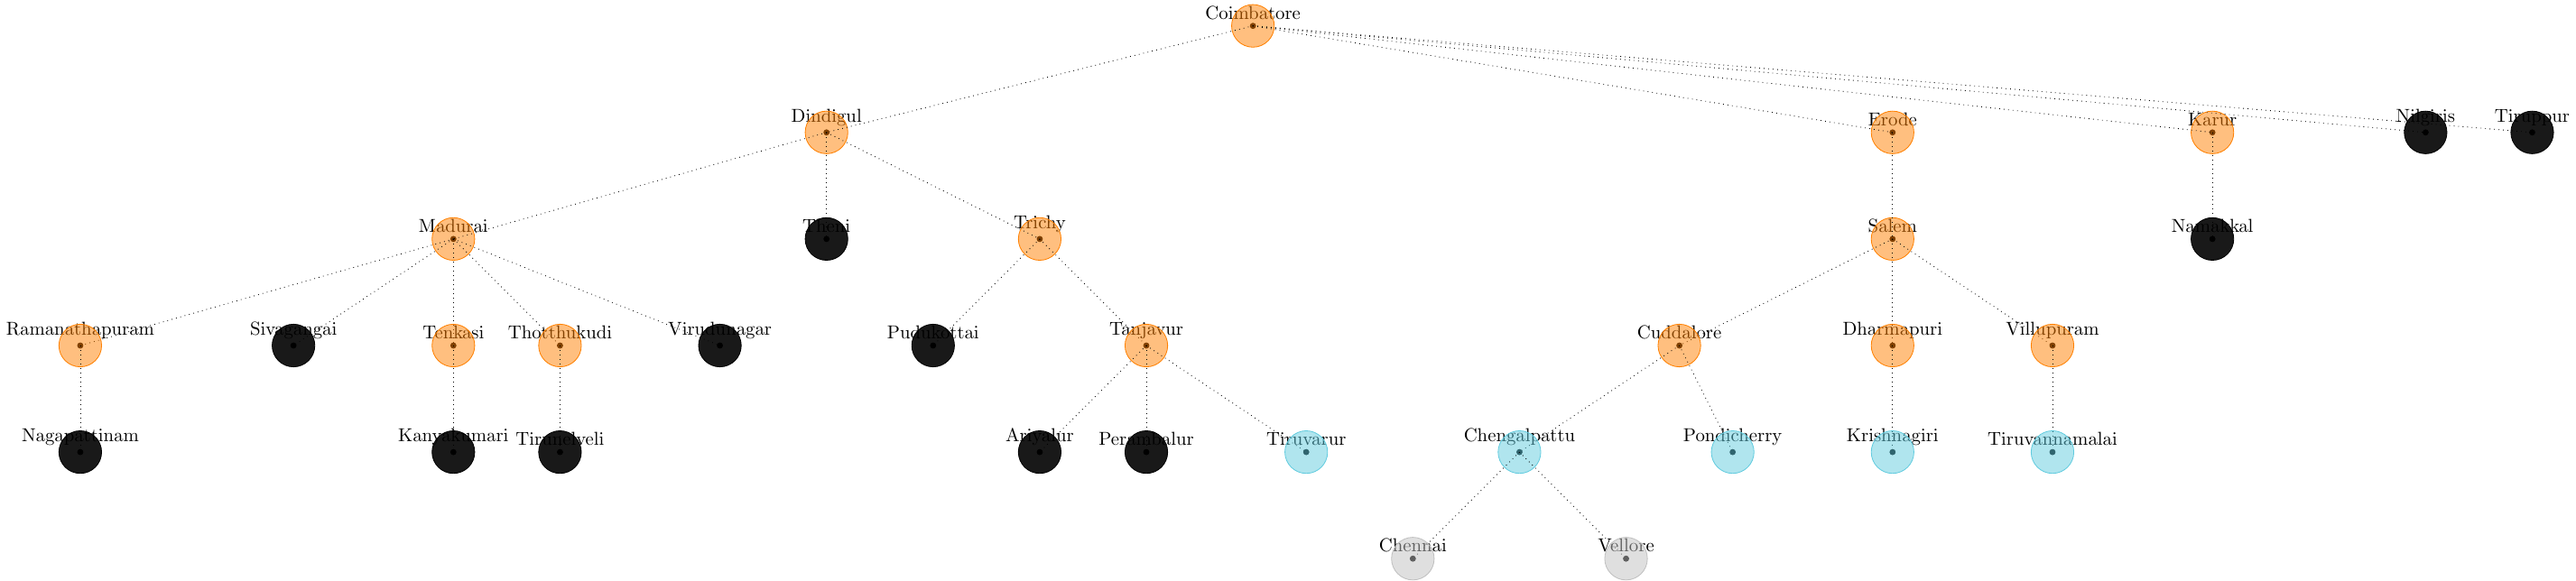 Coimbatore
Dindigul
Erode
Karur
Nilgiris
Tiruppur
Madurai
Theni
Trichy
Salem
Namakkal
Ramanathapuram
Sivagangai
Tenkasi
Thotthukudi
Virudunagar
Pudukottai
Tanjavur
Cuddalore
Dharmapuri
Villupuram
Nagapattinam
Kanyakumari
Tirunelveli
Ariyalur
Perambalur
Tiruvarur
Chengalpattu
Pondicherry
Krishnagiri
Tiruvannamalai
Chennai
Vellore